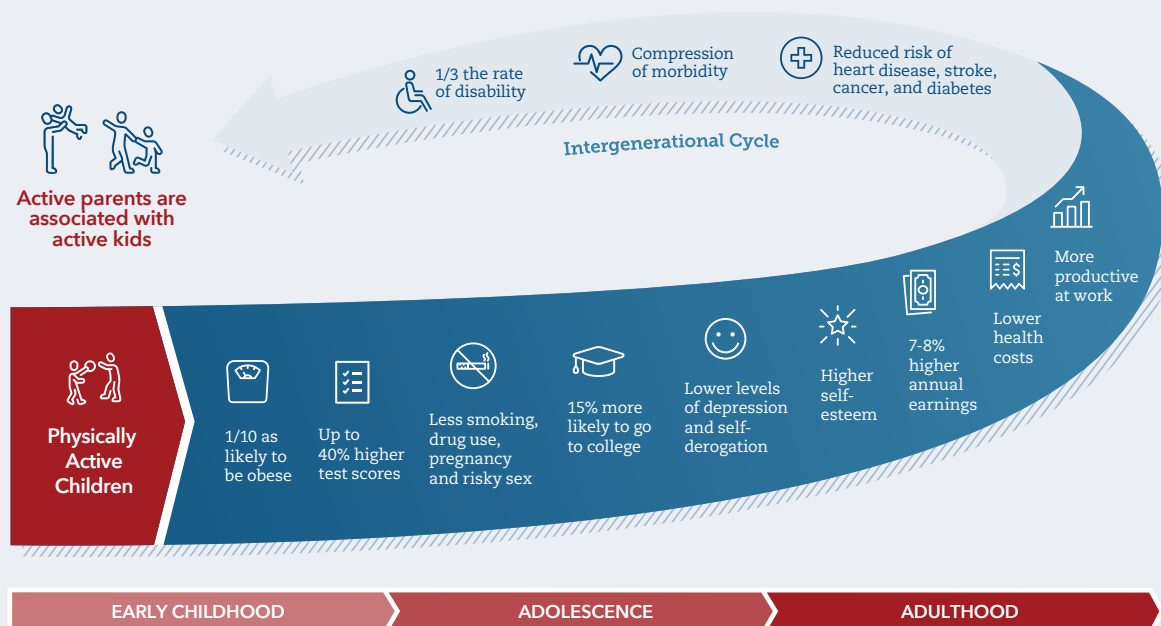 1/3 the rate
of disability
Compression
of morbidity
Reduced risk of
heart disease, stroke,
cancer, and diabetes
Intergenerational Cycle
Active parents are
associated with
active kids
Physically
Active
Children
1/10 as
likely to
be obese
Up to
40% higher
test scores
Less smoking,
drug use,
pregnancy
and risky sex
15% more
likely to go
to college
Lower levels
of depression
and self-
derogation
Higher
self-
esteem
7-8%
higher
annual
earnings
Lower
health
costs
More
productive
at work
EARLY CHILDHOOD
ADOLESCENCE
ADULTHOOD